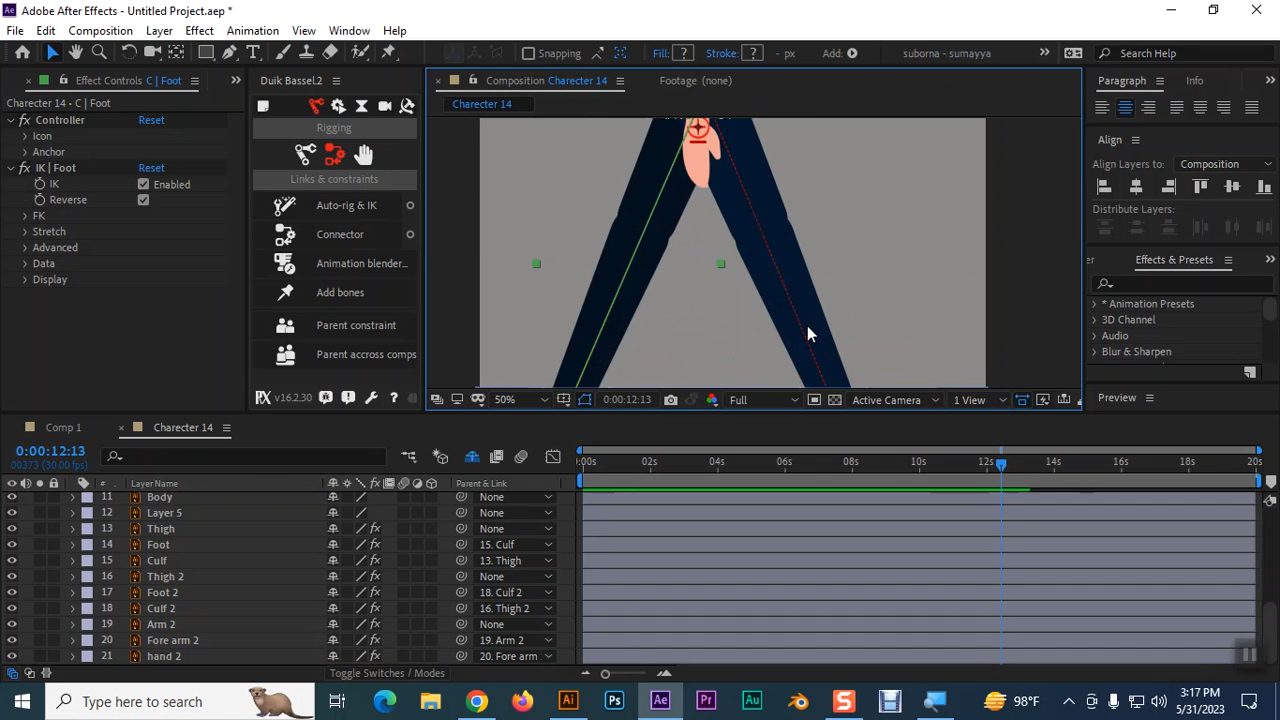 Adobe After Effects - Untitled Project.aep *
File Edit Composition Layer Effect Animation View Window Help
Snapping Fill: ? Stroke: ? - px Add: suborna - sumayya Search Help
Effect Controls C | Foot
Charecter 14 - C | Foot
Controller Reset
Icon
Anchor
IK | Foot Reset
IK Enabled
Reverse
FK
Stretch
Advanced
Data
Display
Duik Bassel.2
Rigging
Links & constraints
Auto-rig & IK
Connector
Animation blender...
Add bones
Parent constraint
Parent accross comps
v16.2.30
Composition Charecter 14 Footage (none)
Charecter 14
50% 0:00:12:13 Full Active Camera 1 View
Paragraph Info
Align
Align Layers to: Composition
Distribute Layers:
er Effects & Presets
* Animation Presets
3D Channel
Audio
Blur & Sharpen
Preview
Comp 1 Charecter 14
0:00:12:13
00373 (30.00 fps)
:00s 02s 04s 06s 08s 10s 12s 14s 16s 18s 20s
# Layer Name Parent & Link
11 Body None
12 Layer 5 None
13 Thigh None
14 Foot 15. Culf
15 Culf 13. Thigh
16 Thigh 2 None
17 Foot 2 18. Culf 2
18 Culf 2 16. Thigh 2
19 Arm 2 None
20 Fore arm 2 19. Arm 2
21 hand 2 20. Fore arm
Toggle Switches / Modes
Type here to search
98°F
5:17 PM
5/31/2023